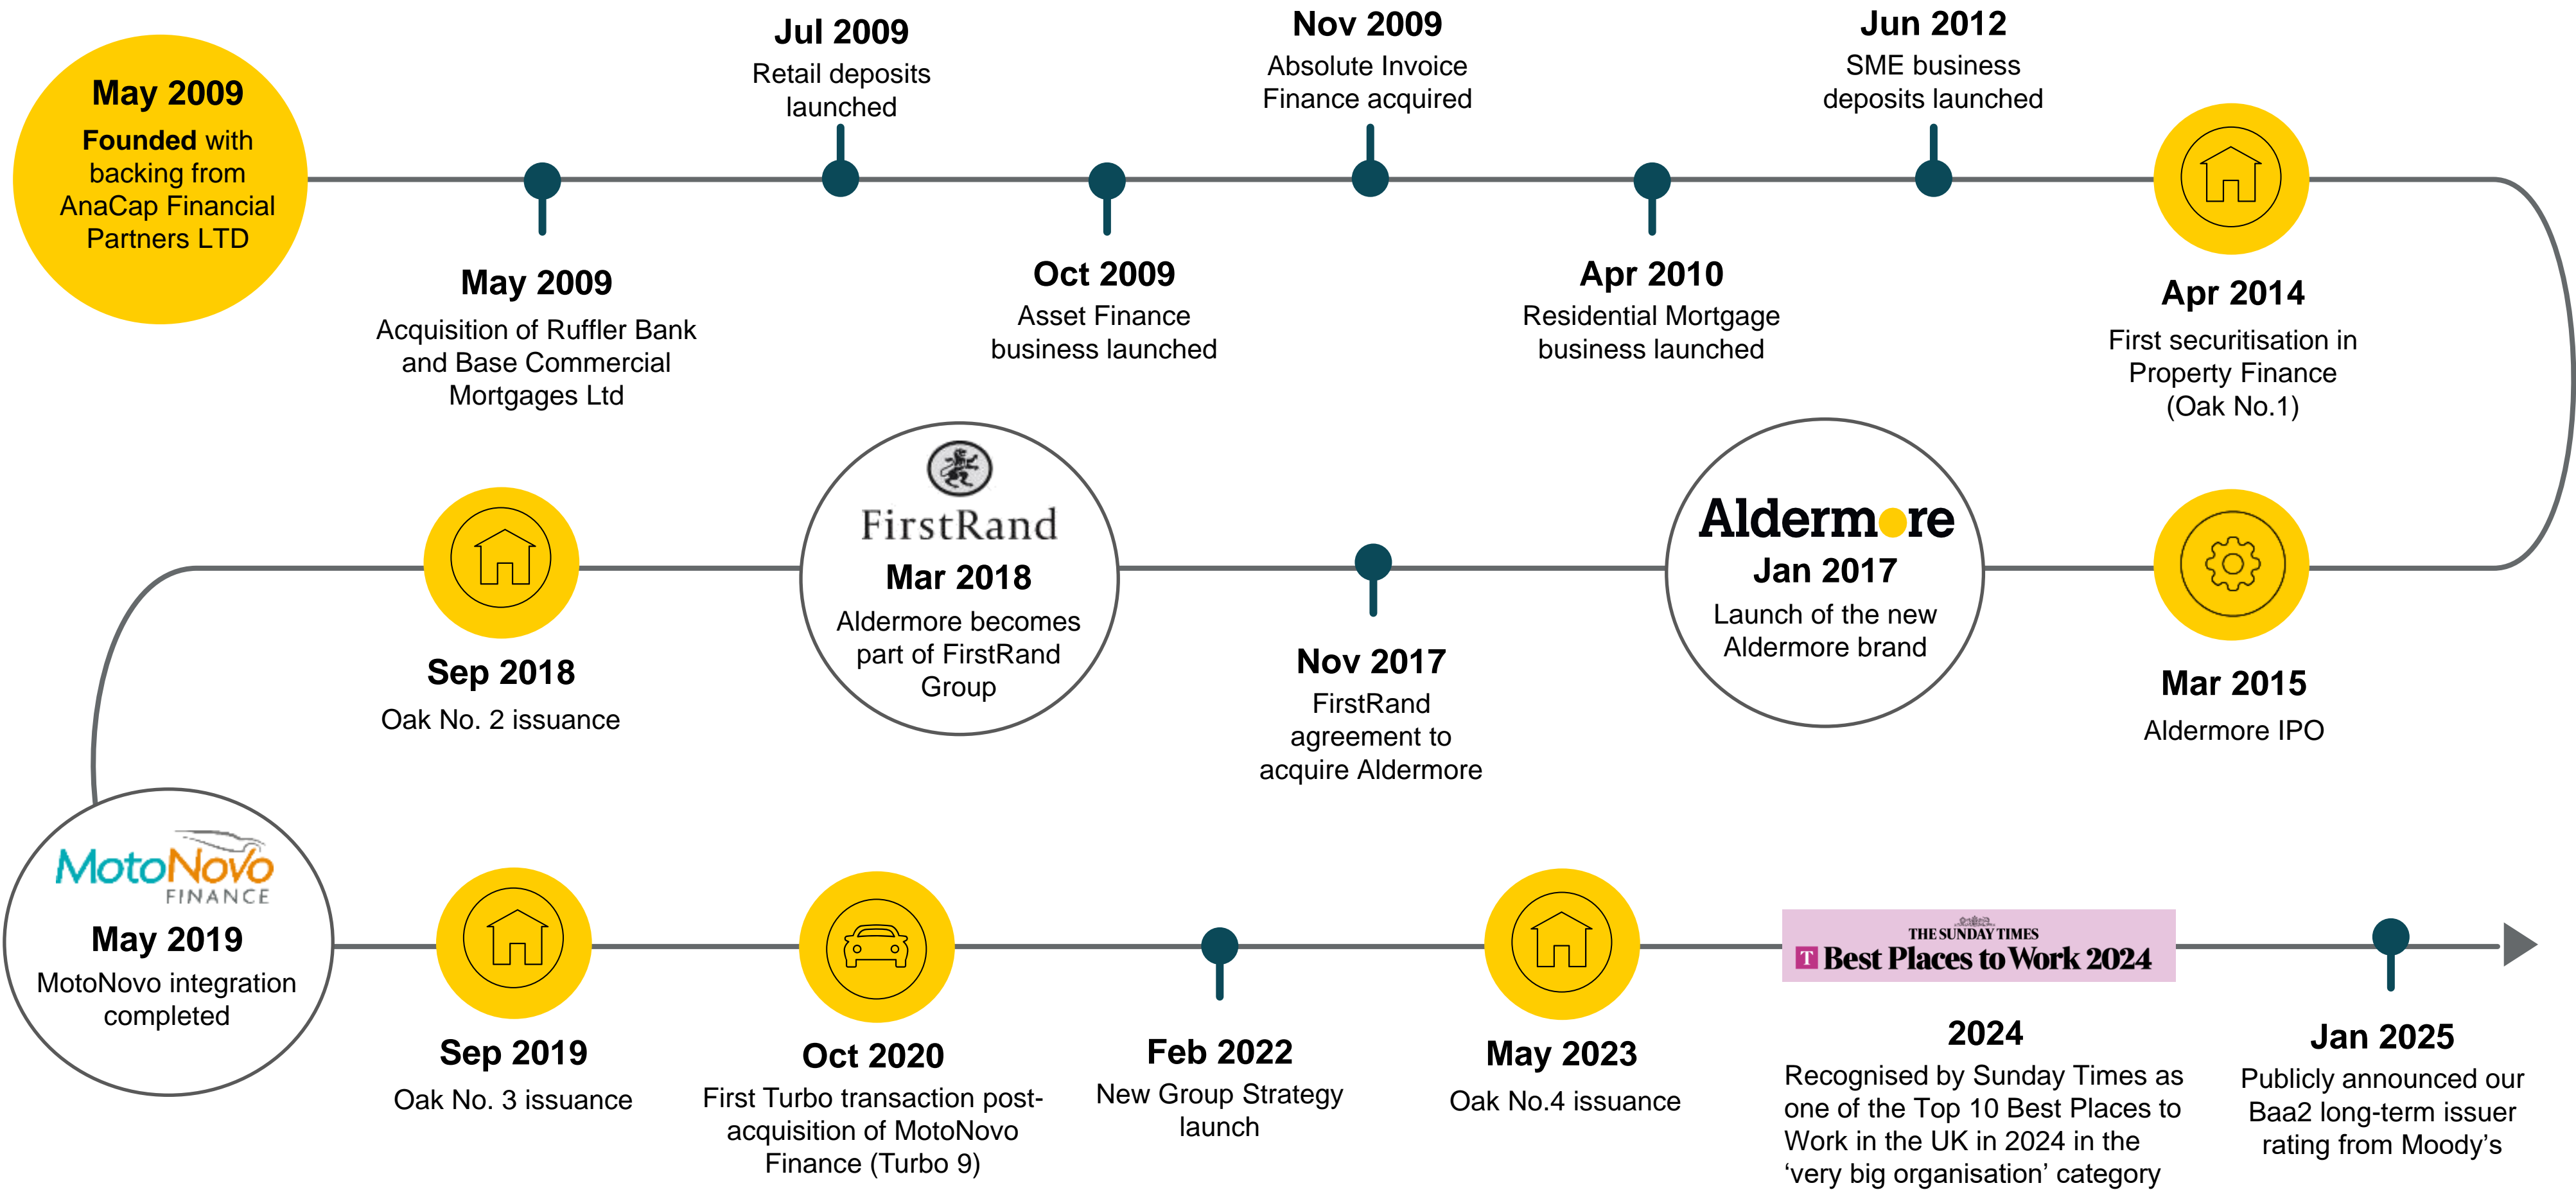 May 2009
Founded with
backing from
AnaCap Financial
Partners LTD
May 2009
Acquisition of Ruffler Bank
and Base Commercial
Mortgages Ltd
Jul 2009
Retail deposits
launched
Oct 2009
Asset Finance
business launched
Nov 2009
Absolute Invoice
Finance acquired
Apr 2010
Residential Mortgage
business launched
Jun 2012
SME business
deposits launched
Apr 2014
First securitisation in
Property Finance
(Oak No.1)
Mar 2015
Aldermore IPO
Aldermore
Jan 2017
Launch of the new
Aldermore brand
Nov 2017
FirstRand
agreement to
acquire Aldermore
FirstRand
Mar 2018
Aldermore becomes
part of FirstRand
Group
Sep 2018
Oak No. 2 issuance
MotoNovo
FINANCE
May 2019
MotoNovo integration
completed
Sep 2019
Oak No. 3 issuance
Oct 2020
First Turbo transaction post-
acquisition of MotoNovo
Finance (Turbo 9)
Feb 2022
New Group Strategy
launch
May 2023
Oak No.4 issuance
THE SUNDAY TIMES
T Best Places to Work 2024
2024
Recognised by Sunday Times as
one of the Top 10 Best Places to
Work in the UK in 2024 in the
‘very big organisation’ category
Jan 2025
Publicly announced our
Baa2 long-term issuer
rating from Moody’s